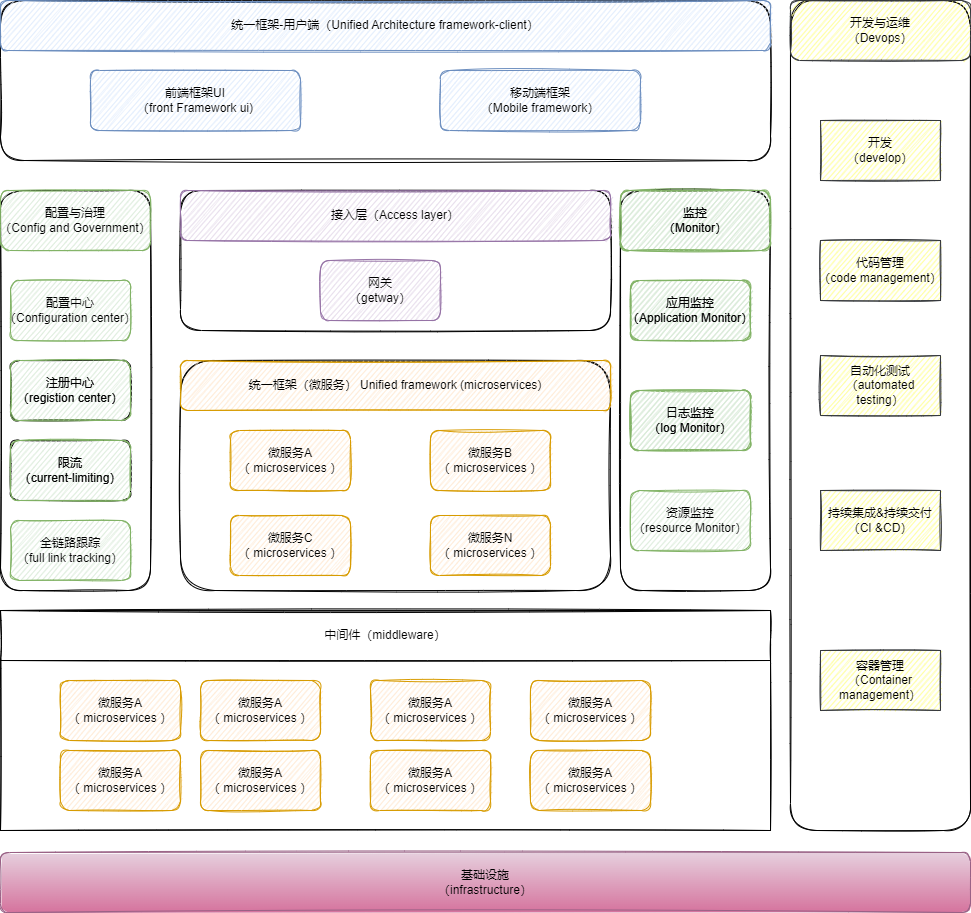 统一框架-用户端（Unified Architecture framework-client）
前端框架UI
（front Framework ui）
移动端框架
（Mobile framework）
配置与治理
（Config and Government）
配置中心
（Configuration center）
注册中心
（registion center）
限流
（current-limiting）
全链路跟踪
（full link tracking）
接入层（Access layer）
网关
（getway）
统一框架（微服务） Unified framework (microservices)
微服务A
（ microservices ）
微服务B
（ microservices ）
微服务C
（ microservices ）
微服务N
（ microservices ）
监控
（Monitor）
应用监控
（Application Monitor）
日志监控
（log Monitor）
资源监控
（resource Monitor）
中间件（middleware）
微服务A
（ microservices ）
微服务A
（ microservices ）
微服务A
（ microservices ）
微服务A
（ microservices ）
微服务A
（ microservices ）
微服务A
（ microservices ）
微服务A
（ microservices ）
微服务A
（ microservices ）
开发与运维
（Devops）
开发
（develop）
代码管理
（code management）
自动化测试
（automated
testing）
持续集成&持续交付
（CI &CD）
容器管理
（Container
management）
基础设施
（infrastructure）